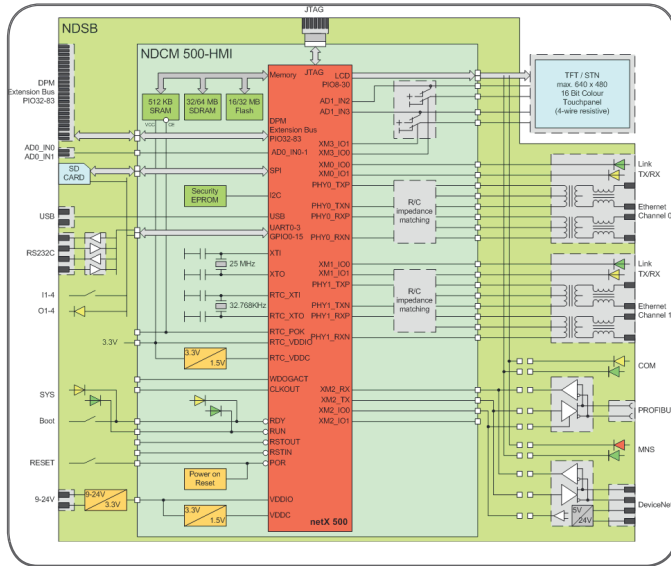 JTAG
NDSB
NDCM 500-HMI
JTAG
Memory
LCD
PIO8-30
AD1_IN2
AD1_IN3
512 KB
SRAM
32/64 MB
SDRAM
16/32 MB
Flash
VCC
OE
TFT / STN
max. 640 x 480
16 Bit Colour
Touchpanel
(4-wire resistive)
DPM
Extension Bus
PIO32-83
DPM
Extension Bus
PIO32-83
AD0_IN0
AD0_IN1
AD0_IN0-1
XM3_IO1
XM3_IO0
XM0_IO0
XM0_IO1
PHY0_TXP
PHY0_TXN
PHY0_RXP
PHY0_RXN
Link
TX/RX
Ethernet
Channel 0
R/C
impedance
matching
SD
CARD
SPI
Security
EPROM
I2C
USB
USB
RS232C
UART0-3
GPIO0-15
XTI
25 MHz
XTO
RTC_XTI
32.768KHz
RTC_XTO
XM1_IO0
XM1_IO1
PHY1_TXP
PHY1_TXN
PHY1_RXP
PHY1_RXN
R/C
impedance
matching
Link
TX/RX
Ethernet
Channel 1
I1-4
O1-4
3.3V
RTC_POK
RTC_VDDIO
3.3V
1.5V
RTC_VDDC
WDOGACT
CLKOUT
SYS
Boot
RDY
RUN
RSTOUT
RSTIN
RESET
Power on
Reset
POR
XM2_RX
XM2_TX
XM2_IO0
XM2_IO1
COM
PROFIBUS
MNS
DeviceNet
5V
24V
9-24V
9-24V
3.3V
VDDIO
3.3V
1.5V
VDDC
netX 500